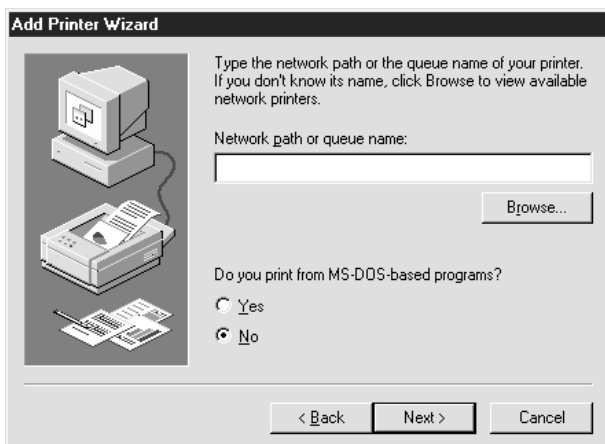 Add Printer Wizard
Type the network path or the queue name of your printer.
If you don't know its name, click Browse to view available
network printers.
Network path or queue name:
Browse...
Do you print from MS-DOS-based programs?
Yes
No
< Back
Next >
Cancel